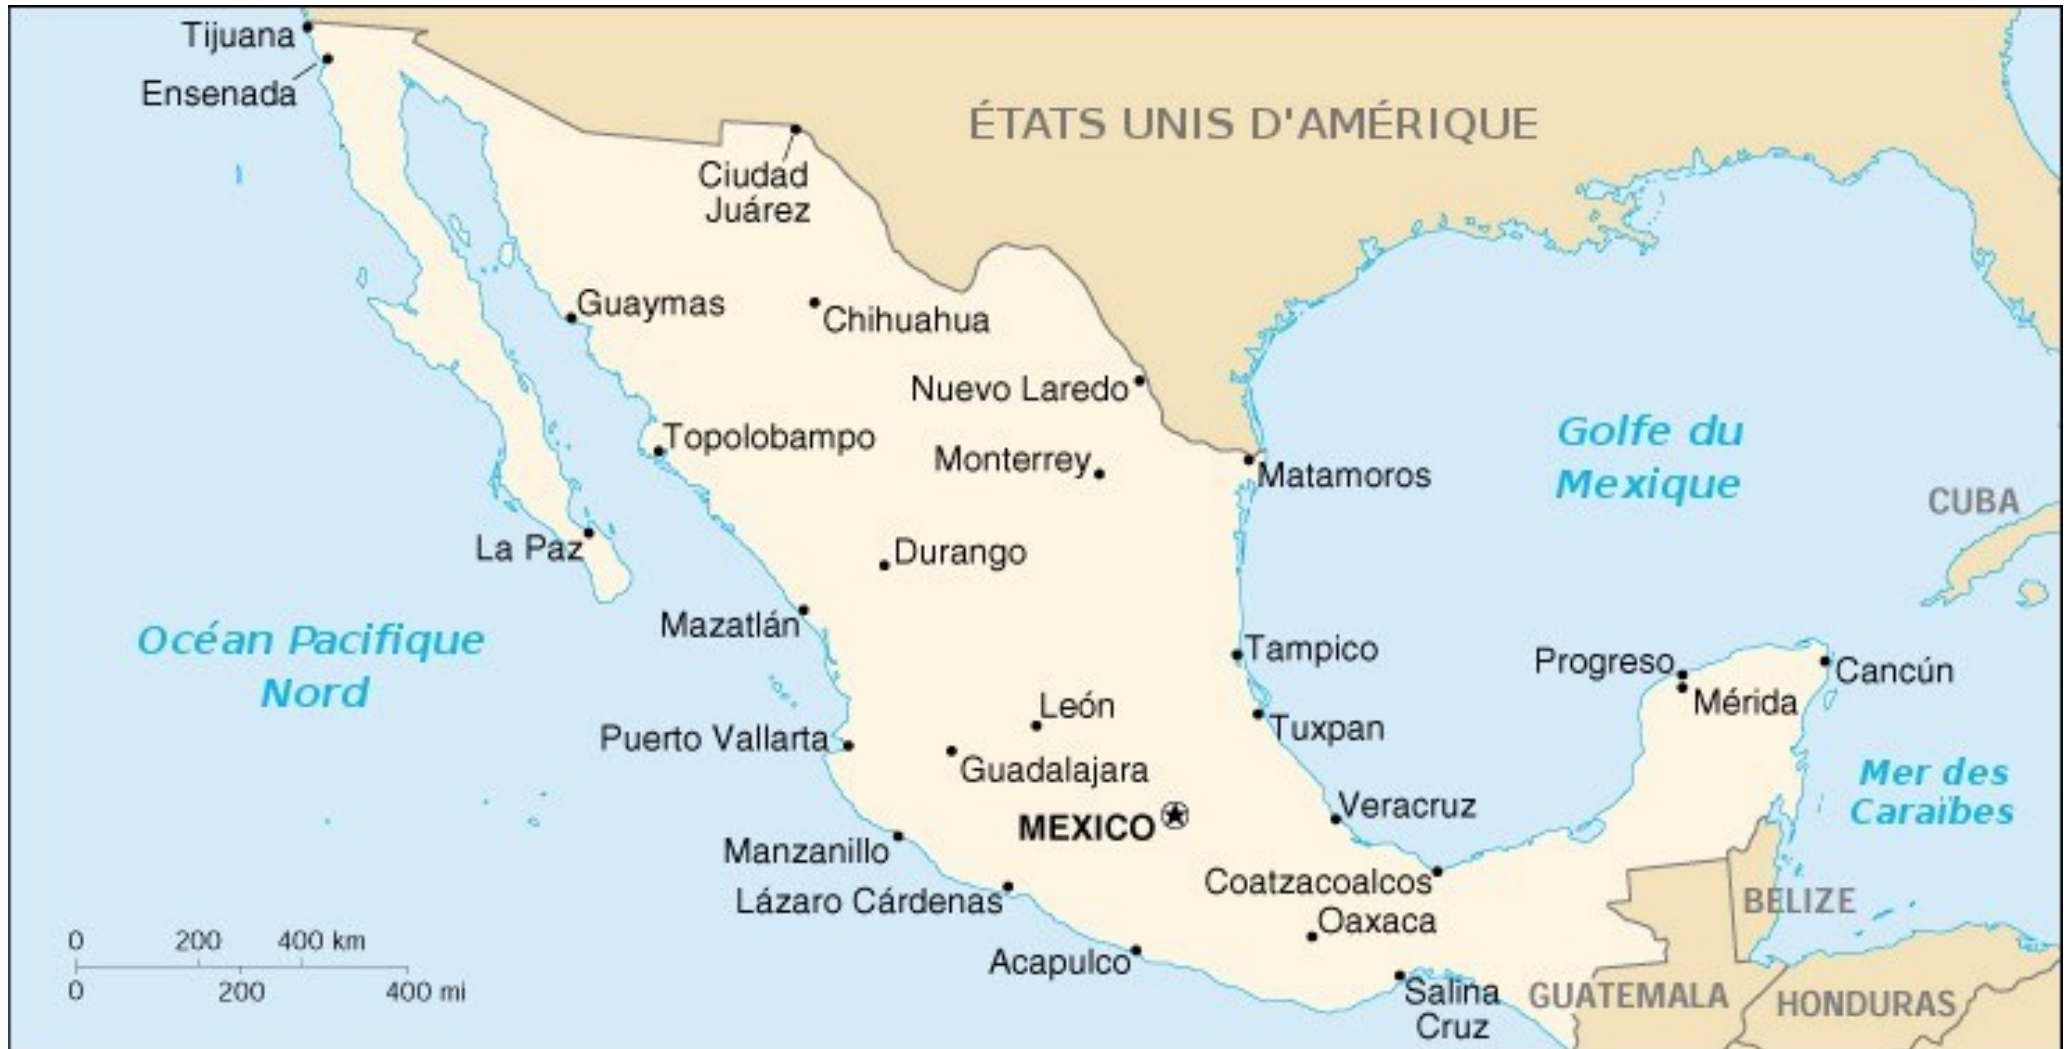 Tijuana
Ensenada
ÉTATS UNIS D'AMÉRIQUE
Ciudad
Juárez
Guaymas
Chihuahua
Nuevo Laredo
Topolobampo
Monterrey
Matamoros
Golfe du
Mexique
CUBA
La Paz
Durango
Mazatlán
Océan Pacifique
Nord
Tampico
Progreso
Cancún
Mérida
León
Tuxpan
Puerto Vallarta
Guadalajara
Mer des
Caraïbes
MEXICO
Veracruz
Manzanillo
Coatzacoalcos
Lázaro Cárdenas
BELIZE
Oaxaca
Acapulco
0 200 400 km
0 200 400 mi
Salina
Cruz
GUATEMALA
HONDURAS